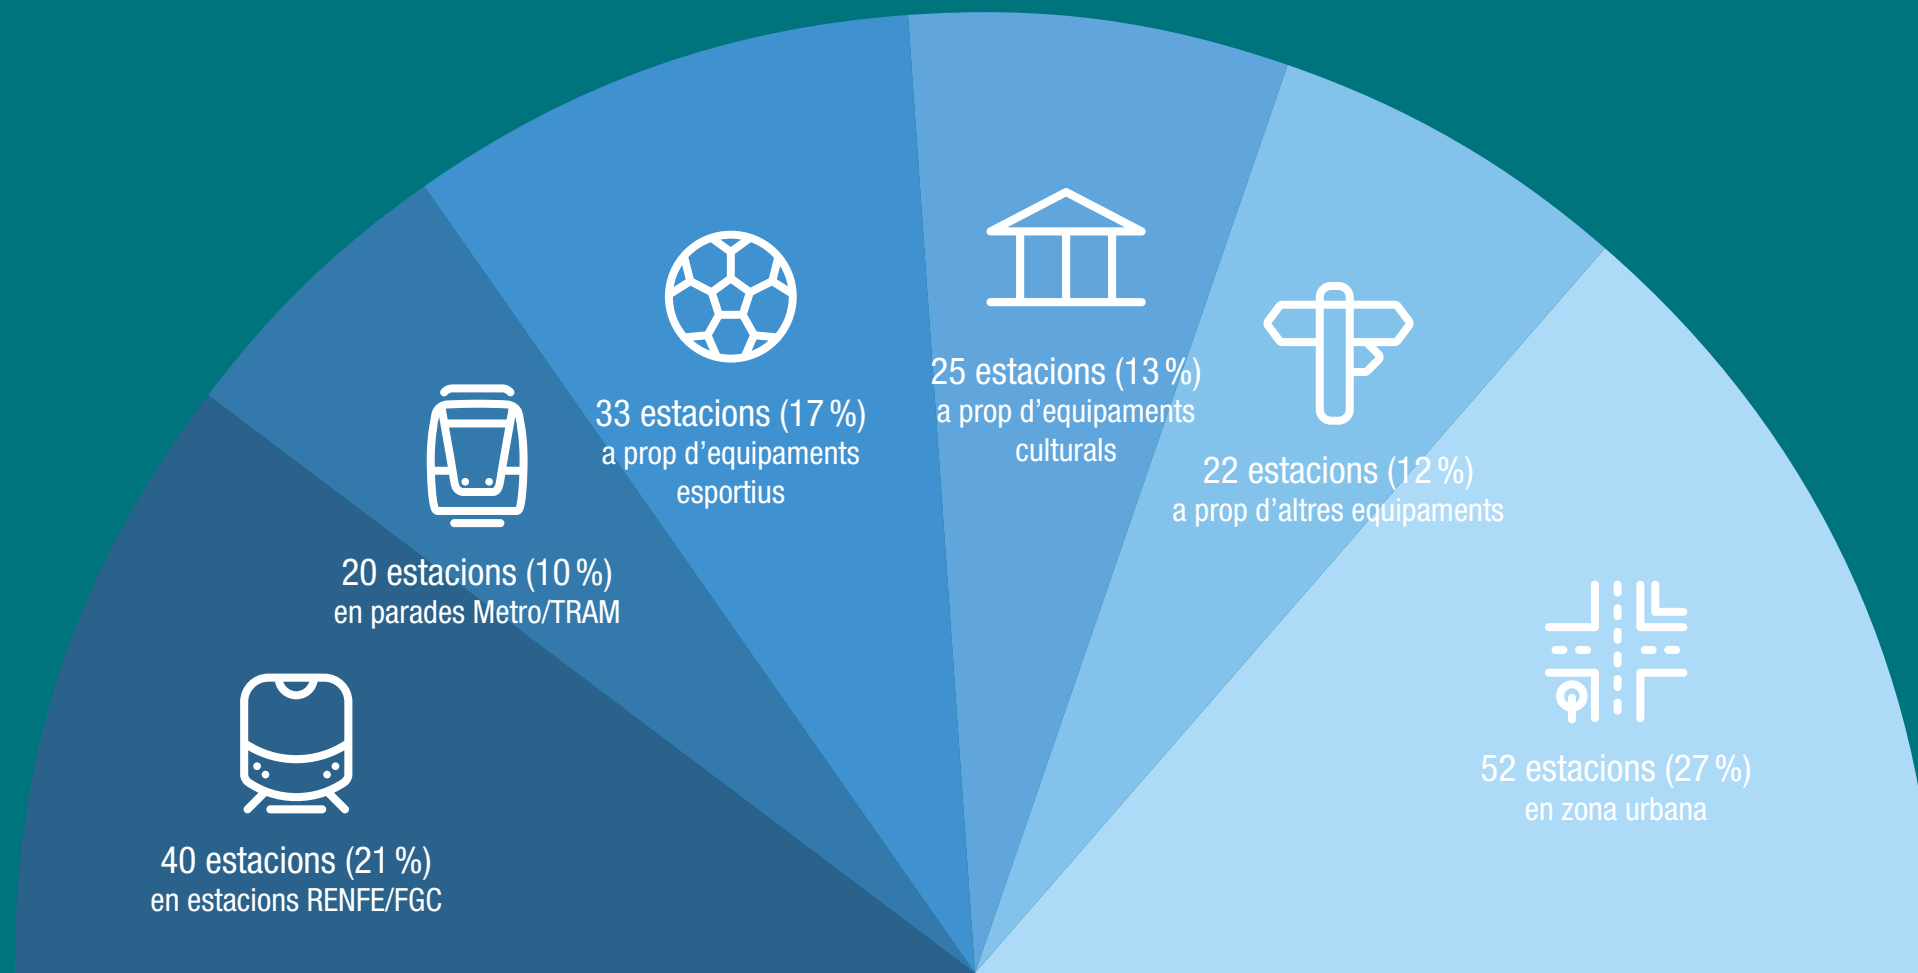 40 estacions (21 %)
en estacions RENFE/FGC
20 estacions (10 %)
en parades Metro/TRAM
33 estacions (17 %)
a prop d’equipaments
esportius
25 estacions (13 %)
a prop d’equipaments
culturals
22 estacions (12 %)
a prop d’altres equipaments
52 estacions (27 %)
en zona urbana